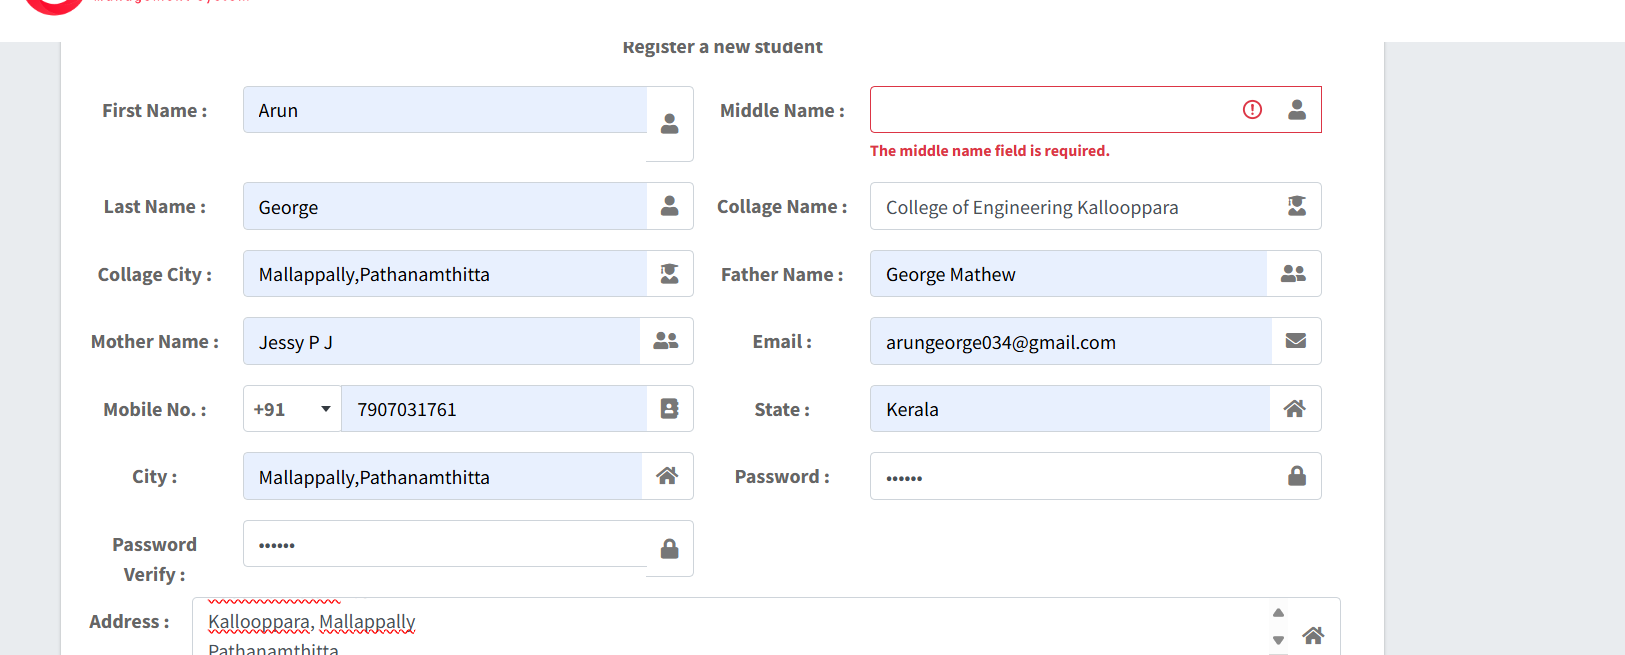 Register a new student
First Name : Arun Middle Name :
The middle name field is required.
Last Name : George Collage Name : College of Engineering Kallooppara
Collage City : Mallappally,Pathanamthitta Father Name : George Mathew
Mother Name : Jessy P J Email : arungeorge034@gmail.com
Mobile No. : +91 7907031761 State : Kerala
City : Mallappally,Pathanamthitta Password : ••••••
Password
Verify : ••••••
Address : Kallooppara, Mallappally
Pathanamthitta